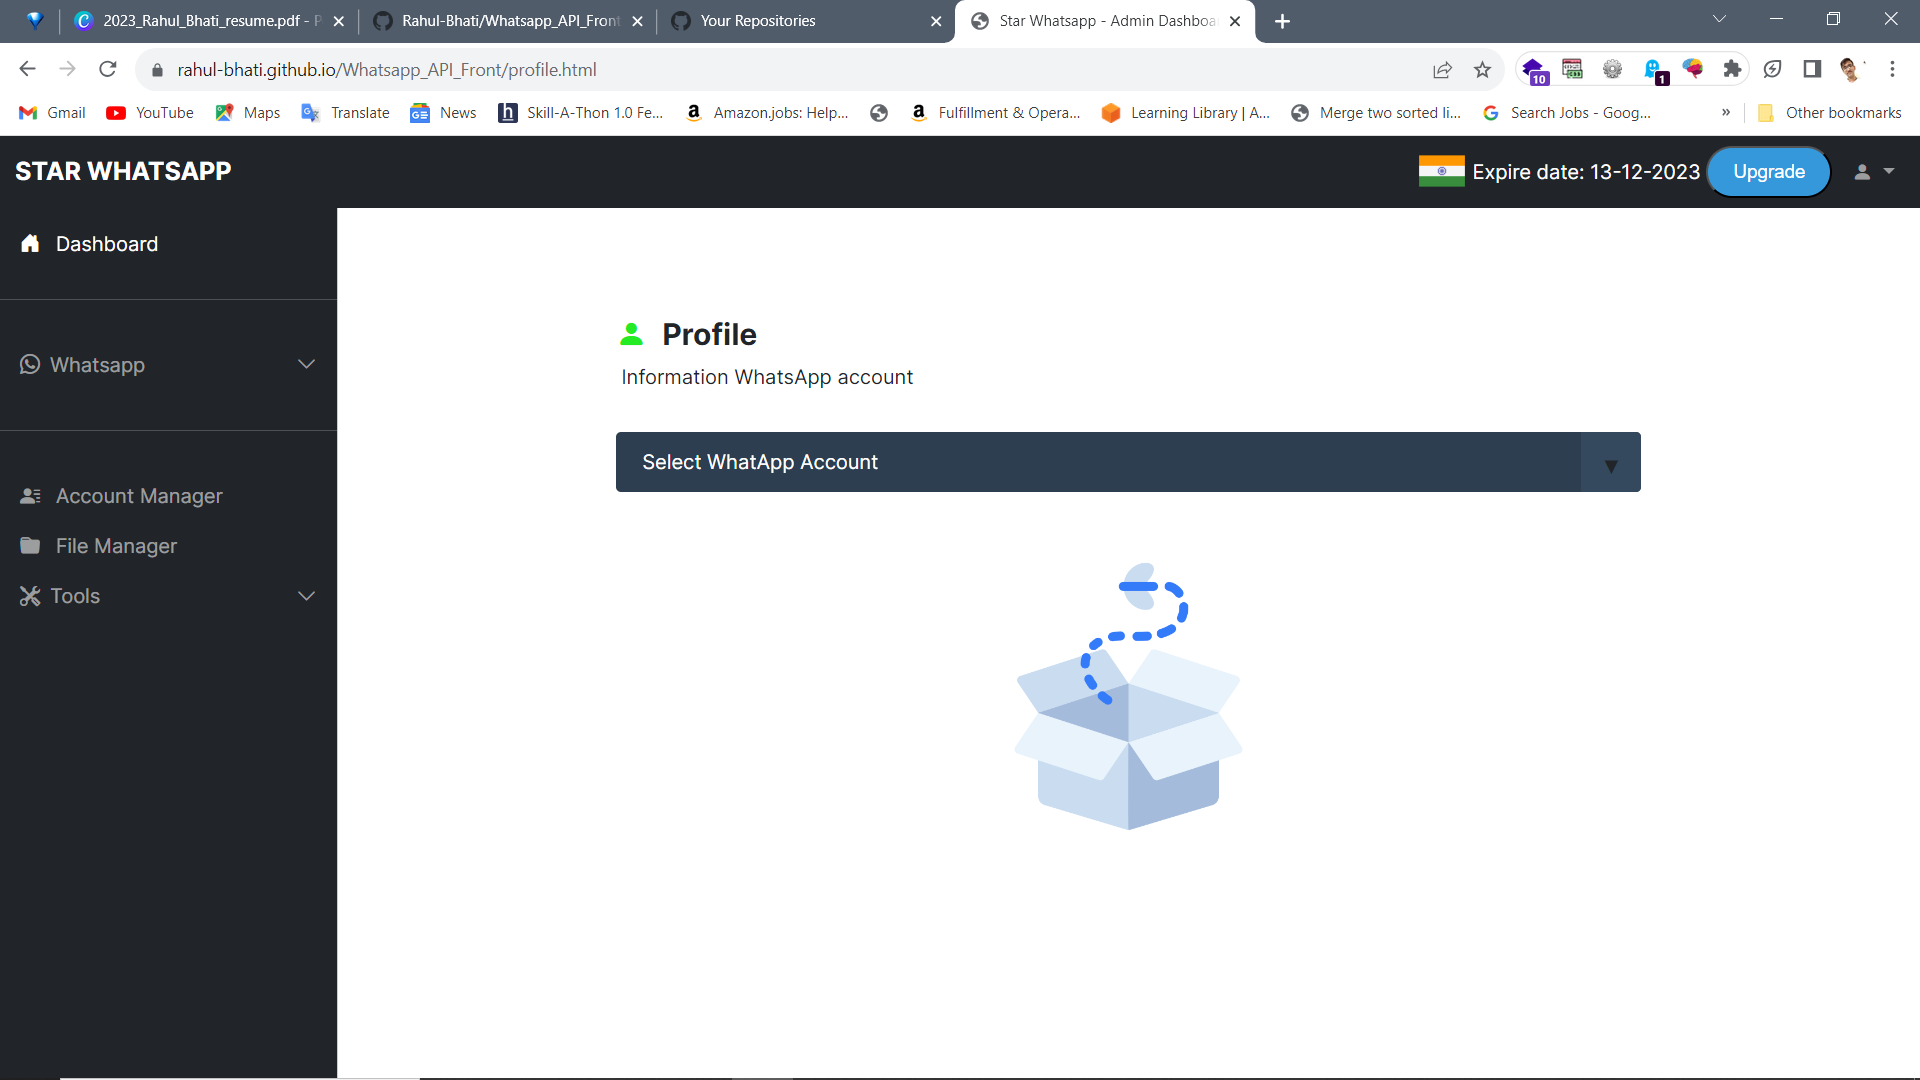 2023_Rahul_Bhati_resume.pdf - P
Rahul-Bhati/Whatsapp_API_Front
Your Repositories
Star Whatsapp - Admin Dashboa
rahul-bhati.github.io/Whatsapp_API_Front/profile.html
10
1
Gmail
YouTube
Maps
Translate
News
Skill-A-Thon 1.0 Fe...
Amazon.jobs: Help...
Fulfillment & Opera...
Learning Library | A...
Merge two sorted li...
Search Jobs - Goog...
»
Other bookmarks
STAR WHATSAPP
Expire date: 13-12-2023
Upgrade
Dashboard
Whatsapp
Account Manager
File Manager
Tools
Profile
Information WhatsApp account
Select WhatApp Account